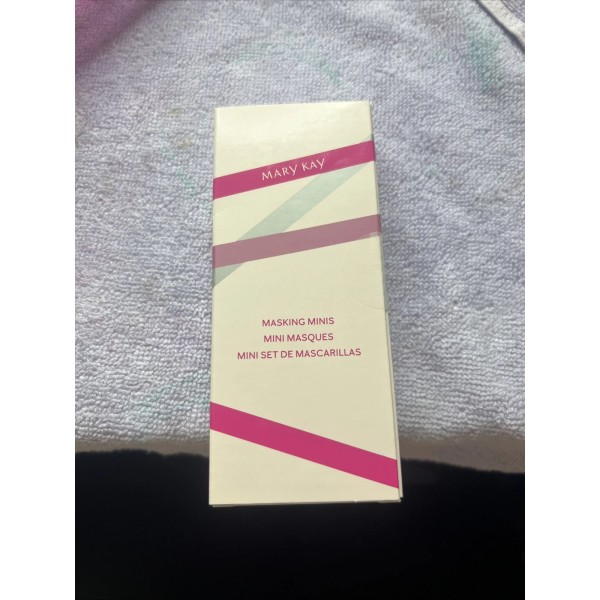 MARY KAY
MASKING MINIS
MINI MASQUES
MINI SET DE MASCARILLAS